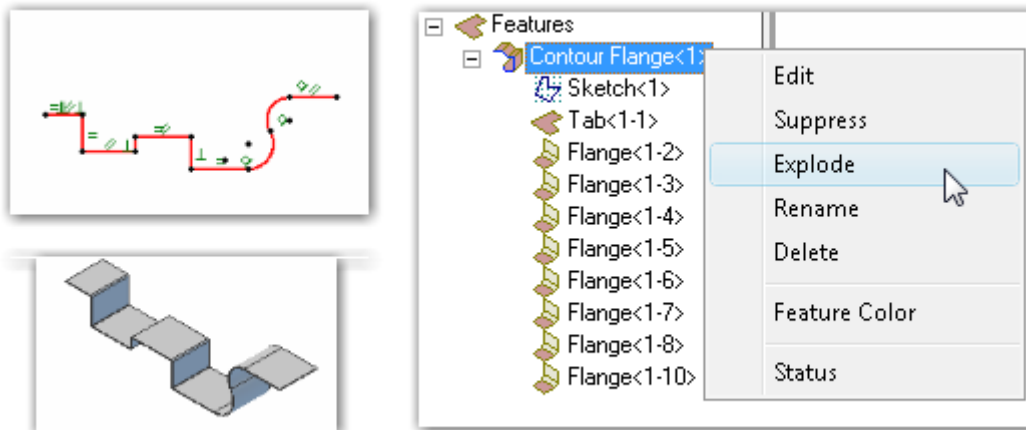 Features
Contour Flange<1>
Sketch<1>
Tab<1-1>
Flange<1-2>
Flange<1-3>
Flange<1-4>
Flange<1-5>
Flange<1-6>
Flange<1-7>
Flange<1-8>
Flange<1-10>
Edit
Suppress
Explode
Rename
Delete
Feature Color
Status